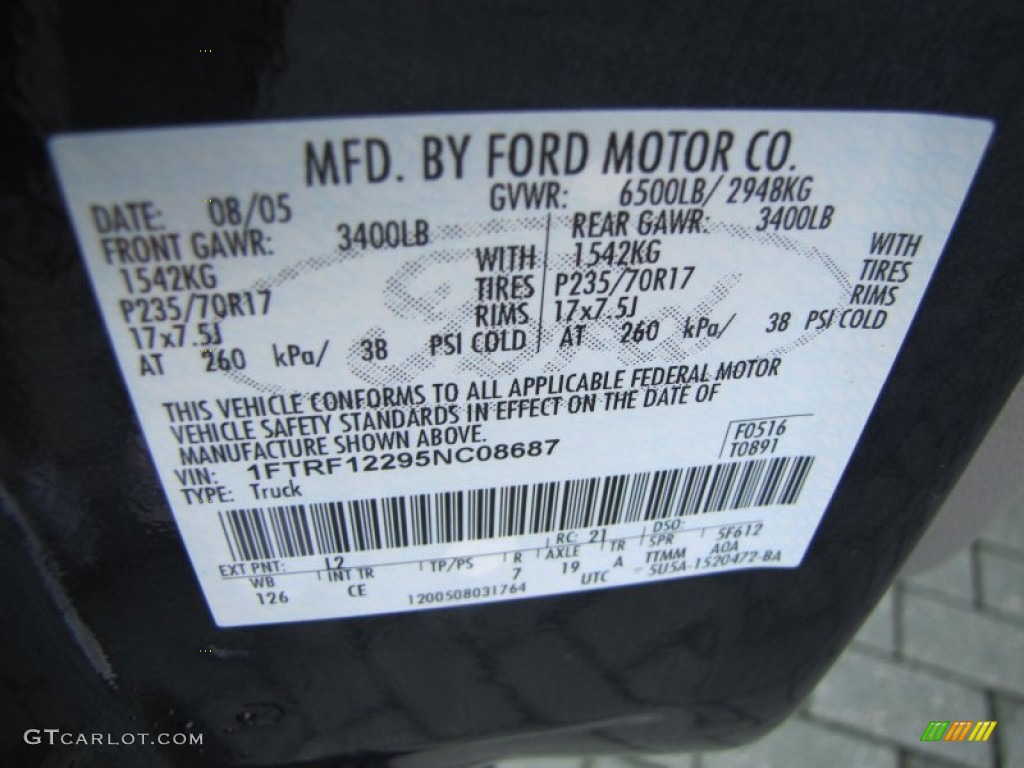 MFD. BY FORD MOTOR CO.
DATE: 08/05 GVWR: 6500LB/ 2948KG
FRONT GAWR: 3400LB REAR GAWR: 3400LB
1542KG WITH 1542KG WITH
P235/70R17 TIRES P235/70R17 TIRES
17x7.5J RIMS 17x7.5J RIMS
AT 260 kPa/ 38 PSI COLD AT 260 kPa/ 38 PSI COLD
THIS VEHICLE CONFORMS TO ALL APPLICABLE FEDERAL MOTOR
VEHICLE SAFETY STANDARDS IN EFFECT ON THE DATE OF
MANUFACTURE SHOWN ABOVE.
VIN: 1FTRF12295NC08687 F0516
TYPE: Truck T0891
EXT PNT: L2 RC: 21 DSO: 5F612
WB INT TR TP/PS R AXLE TR SPR A0A
126 CE 7 19 A TTMM
1200508031764 UTC 5U5A-1520472-BA
GTCARLOT.COM